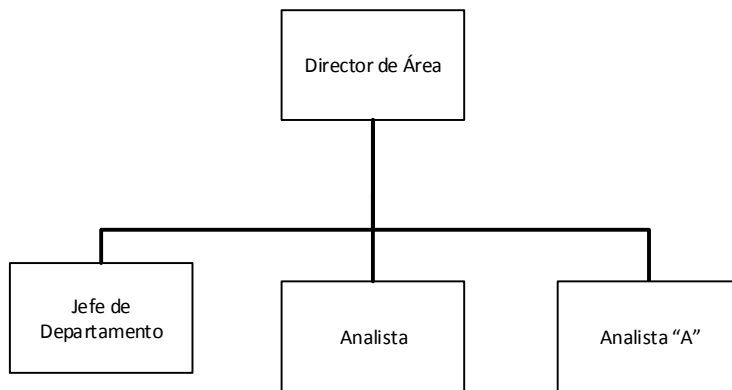 Director de Área
Jefe de
Departamento
Analista
Analista “A”